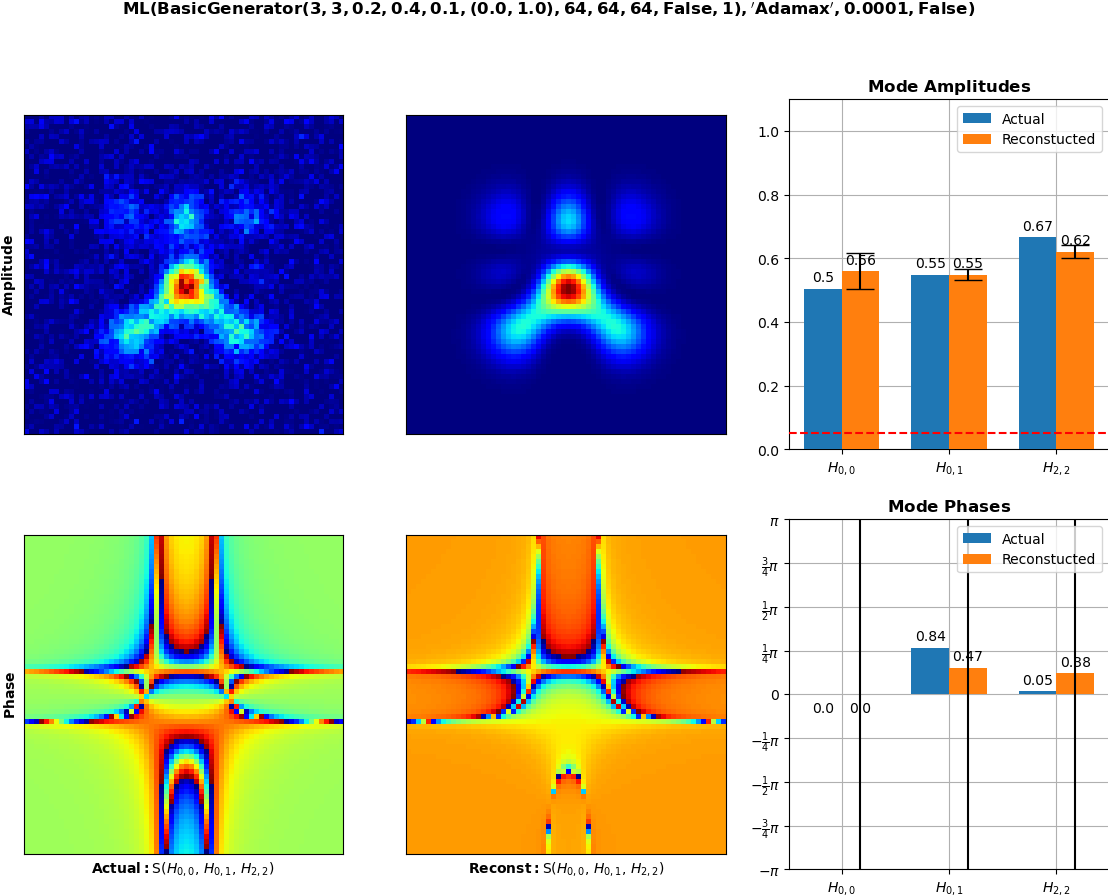 ML(BasicGenerator(3, 3, 0.2, 0.4, 0.1, (0.0, 1.0), 64, 64, 64, False, 1), ′Adamax′, 0.0001, False)
Mode Amplitudes
Actual
Reconstucted
1.0
0.8
0.6
0.4
0.2
0.0
0.5
0.56
0.55
0.55
0.67
0.62
H0,0
H0,1
H2,2
Amplitude
Mode Phases
Actual
Reconstucted
π
3/4π
1/2π
1/4π
0
−1/4π
−1/2π
−3/4π
−π
0.0
0.0
0.84
0.47
0.05
0.38
H0,0
H0,1
H2,2
Phase
Actual: S(H0,0, H0,1, H2,2)
Reconst: S(H0,0, H0,1, H2,2)